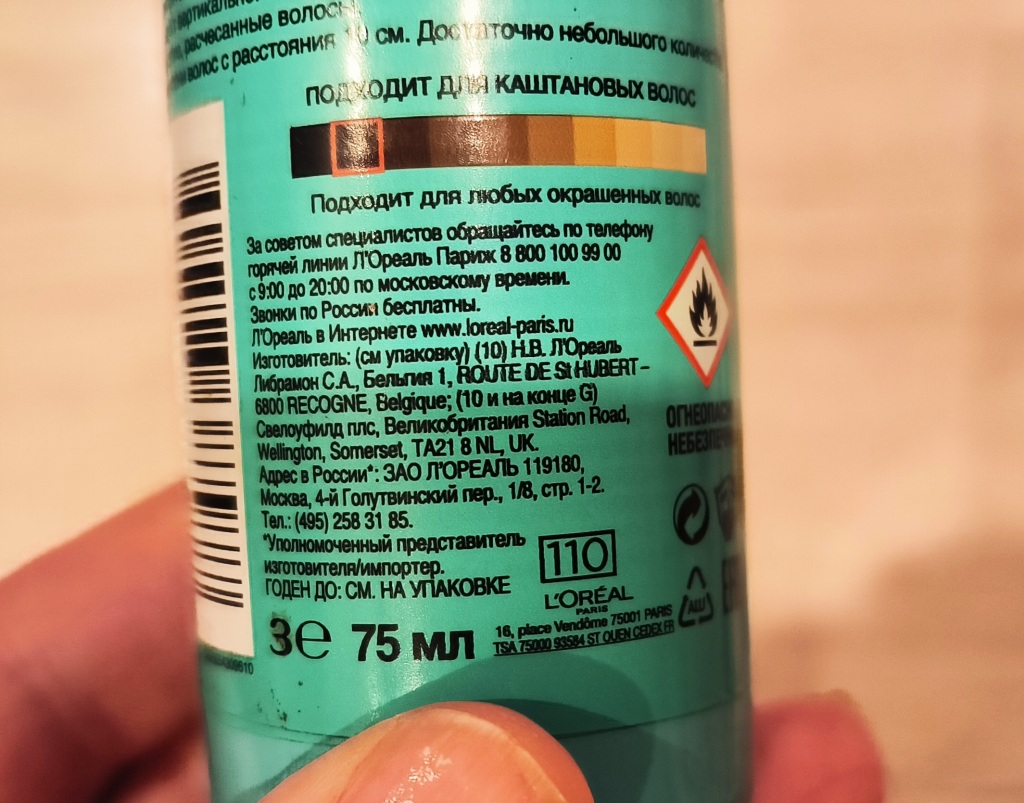 расчесанные волосы
волос с расстояния 10 см. Достаточно небольшого
ПОДХОДИТ ДЛЯ КАШТАНОВЫХ ВОЛОС
Подходит для любых окрашенных волос
За советом специалистов обращайтесь по телефону
горячей линии Л'Ореаль Париж 8 800 100 99 00
с 9:00 до 20:00 по московскому времени.
Звонки по России бесплатны.
Л'Ореаль в Интернете www.loreal-paris.ru
Изготовитель: (см упаковку) (10) Н.В. Л'Ореаль
Либрамон С.А., Бельгия 1, ROUTE DE St HUBERT –
6800 RECOGNE, Belgique; (10 и на конце G)
Свелоуфилд плс, Великобритания Station Road,
Wellington, Somerset, TA21 8 NL, UK.
Адрес в России*: ЗАО Л'ОРЕАЛЬ 119180,
Москва, 4-й Голутвинский пер., 1/8, стр. 1-2.
Тел.: (495) 258 31 85.
*Уполномоченный представитель
изготовителя/импортер.
ГОДЕН ДО: СМ. НА УПАКОВКЕ
3e 75 мл
110
L'ORÉAL
PARIS
16, place Vendôme 75001 PARIS
TSA 75000 93584 ST OUEN CEDEX FR
ALU